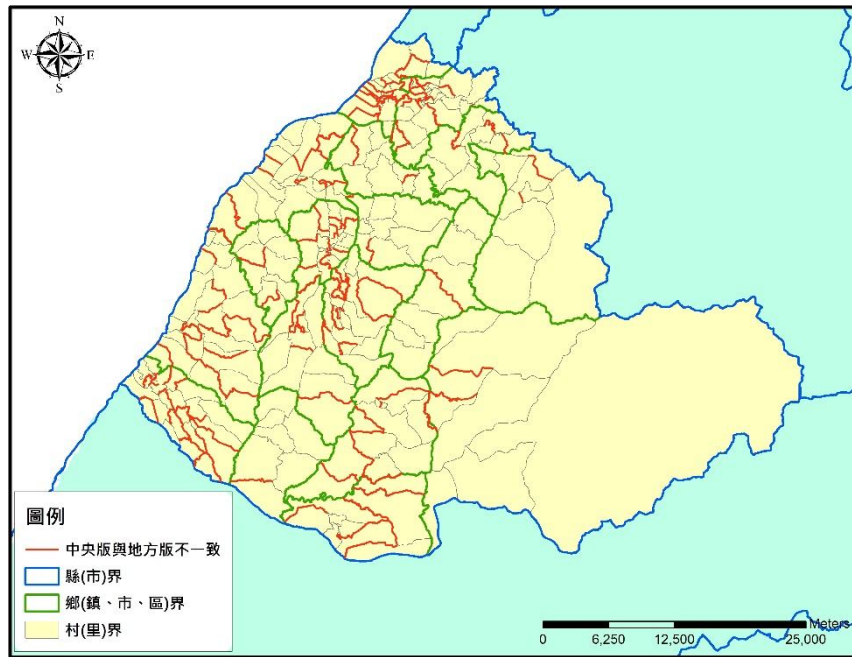 N
W E
S
圖例
中央版與地方版不一致
縣(市)界
鄉(鎮、市、區)界
村(里)界
Meters
0 6,250 12,500 25,000